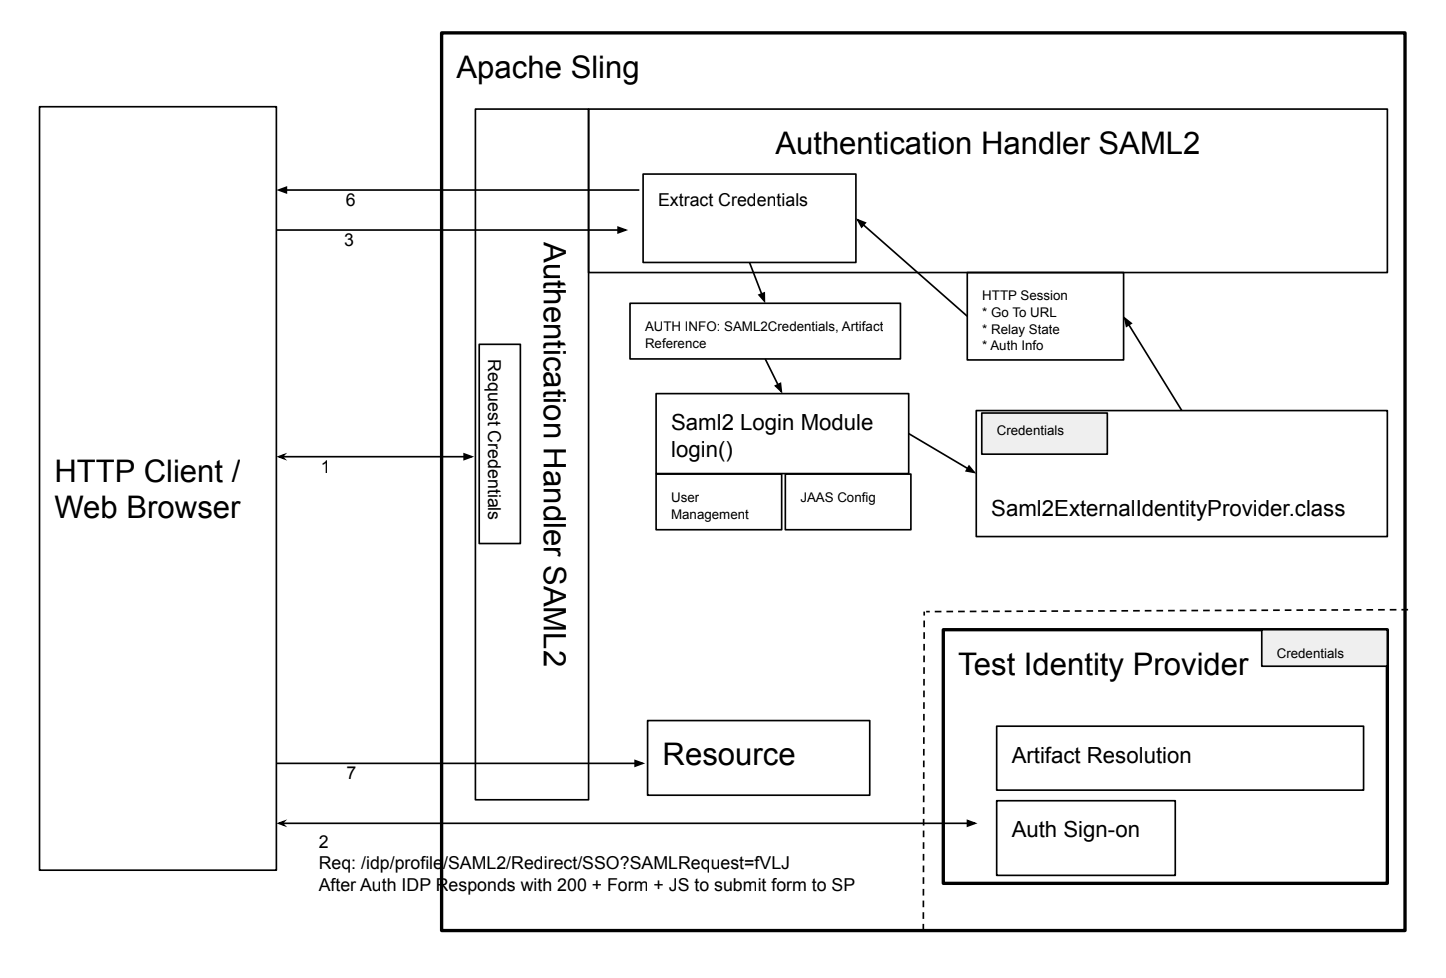 Apache Sling
Authentication Handler SAML2
6
Extract Credentials
3
Authentication Handler SAML2
HTTP Session
* Go To URL
* Relay State
* Auth Info
AUTH INFO: SAML2Credentials, Artifact
Reference
Request Credentials
Saml2 Login Module
login()
Credentials
HTTP Client /
Web Browser
1
User
Management
JAAS Config
Saml2ExternalIdentityProvider.class
Test Identity Provider
Credentials
Resource
7
Artifact Resolution
Auth Sign-on
2
Req: /idp/profile/SAML2/Redirect/SSO?SAMLRequest=fVLJ
After Auth IDP Responds with 200 + Form + JS to submit form to SP